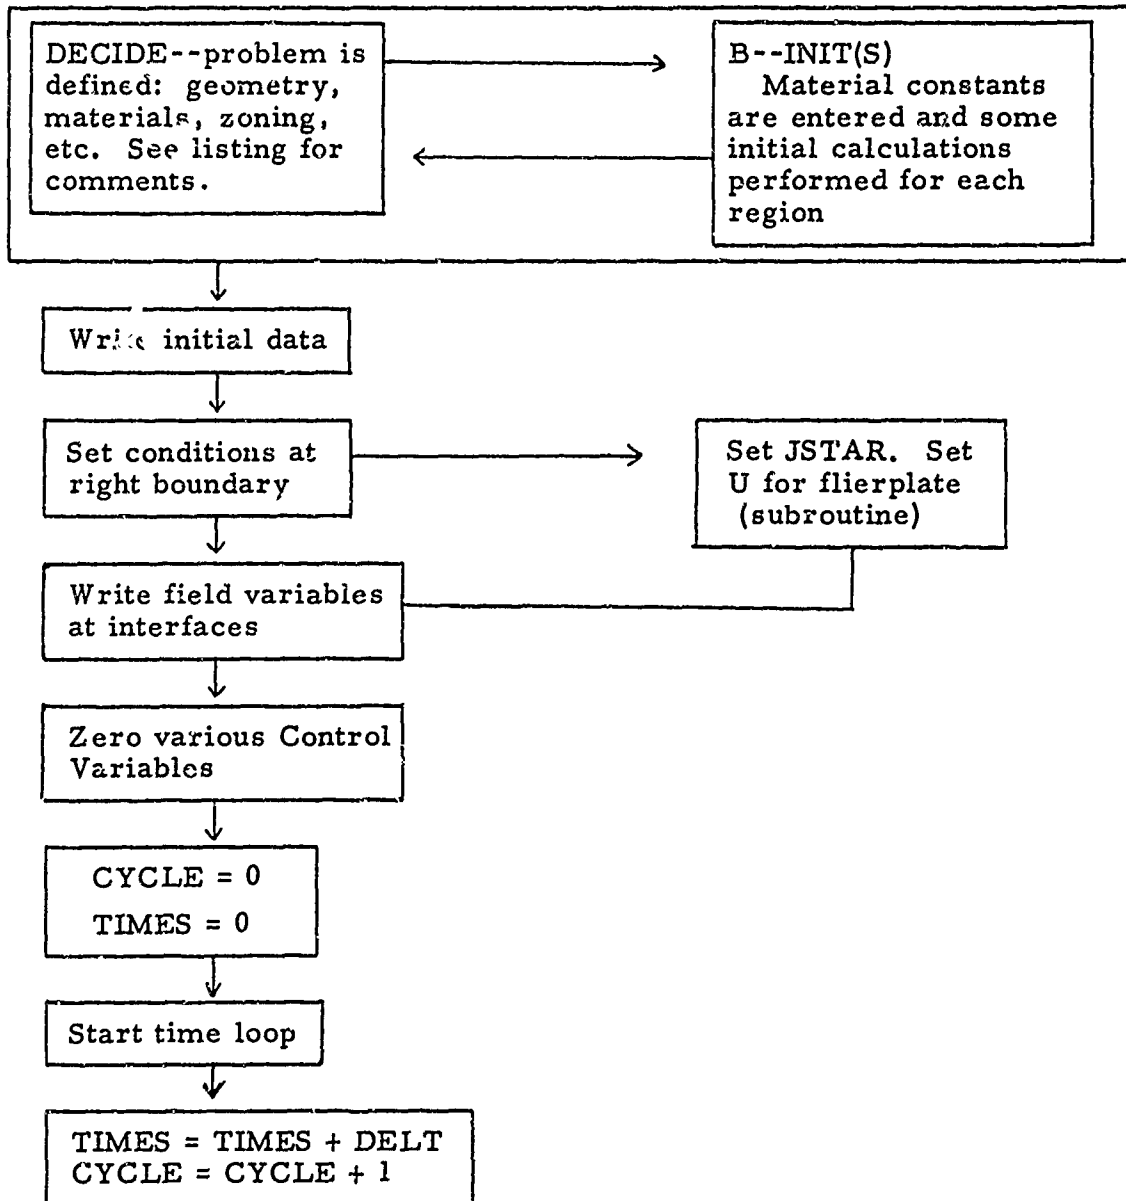 DECIDE--problem is
defined: geometry,
materials, zoning,
etc. See listing for
comments.
B--INIT(S)
Material constants
are entered and some
initial calculations
performed for each
region
Write initial data
Set conditions at
right boundary
Set JSTAR. Set
U for flierplate
(subroutine)
Write field variables
at interfaces
Zero various Control
Variables
CYCLE = 0
TIMES = 0
Start time loop
TIMES = TIMES + DELT
CYCLE = CYCLE + 1